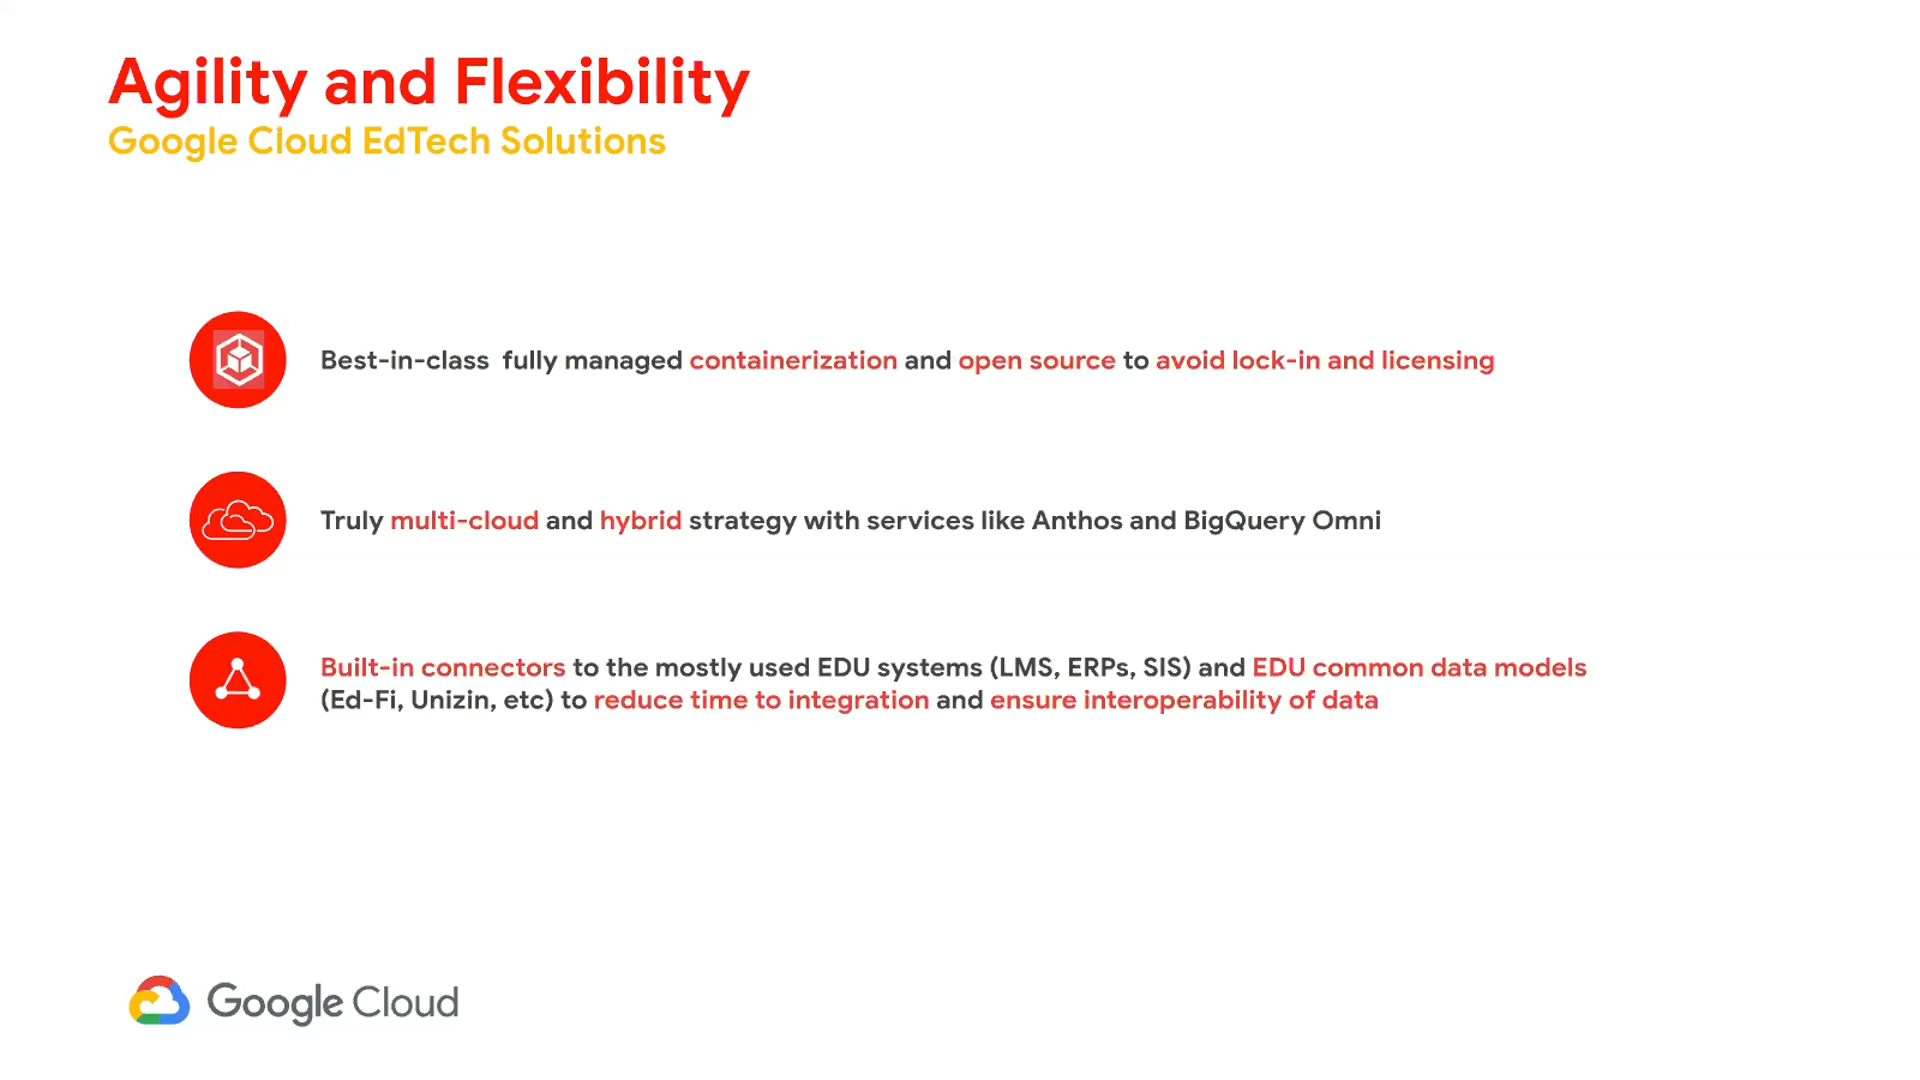 Agility and Flexibility
Google Cloud EdTech Solutions
Best-in-class fully managed containerization and open source to avoid lock-in and licensing
Truly multi-cloud and hybrid strategy with services like Anthos and BigQuery Omni
Built-in connectors to the mostly used EDU systems (LMS, ERPs, SIS) and EDU common data models
(Ed-Fi, Unizin, etc) to reduce time to integration and ensure interoperability of data
Google Cloud